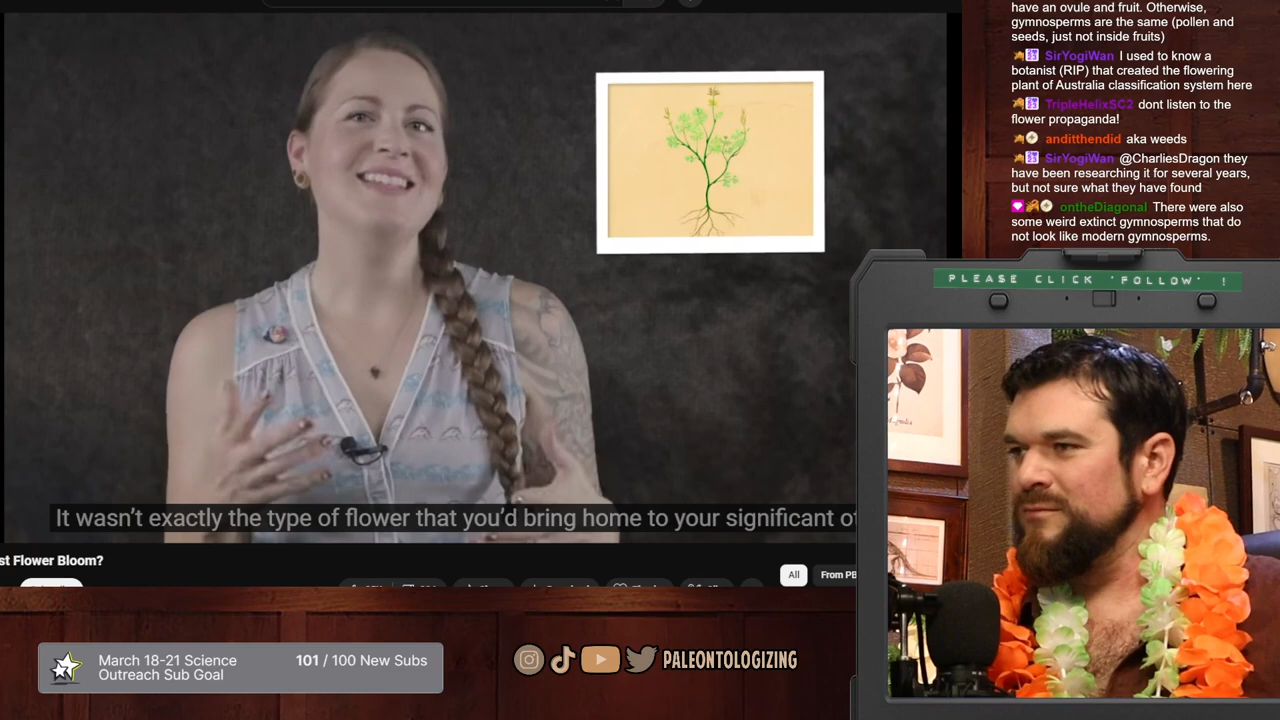 have an ovule and fruit. Otherwise,
gymnosperms are the same (pollen and
seeds, just not inside fruits)
SirYogiWan I used to know a
botanist (RIP) that created the flowering
plant of Australia classification system here
TripleHelixSC2 dont listen to the
flower propaganda!
anditthendid aka weeds
SirYogiWan @CharliesDragon they
have been researching it for several years,
but not sure what they have found
ontheDiagonal There were also
some weird extinct gymnosperms that do
not look like modern gymnosperms.
PLEASE CLICK "FOLLOW" !
It wasn't exactly the type of flower that you'd bring home to your significant
st Flower Bloom?
All
From PB
March 18-21 Science
Outreach Sub Goal
101 / 100 New Subs
PALEONTOLOGIZING